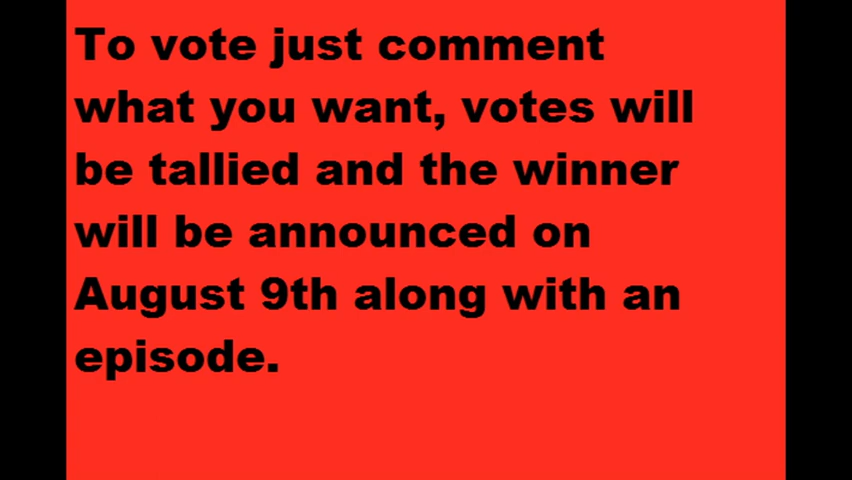 To vote just comment
what you want, votes will
be tallied and the winner
will be announced on
August 9th along with an
episode.